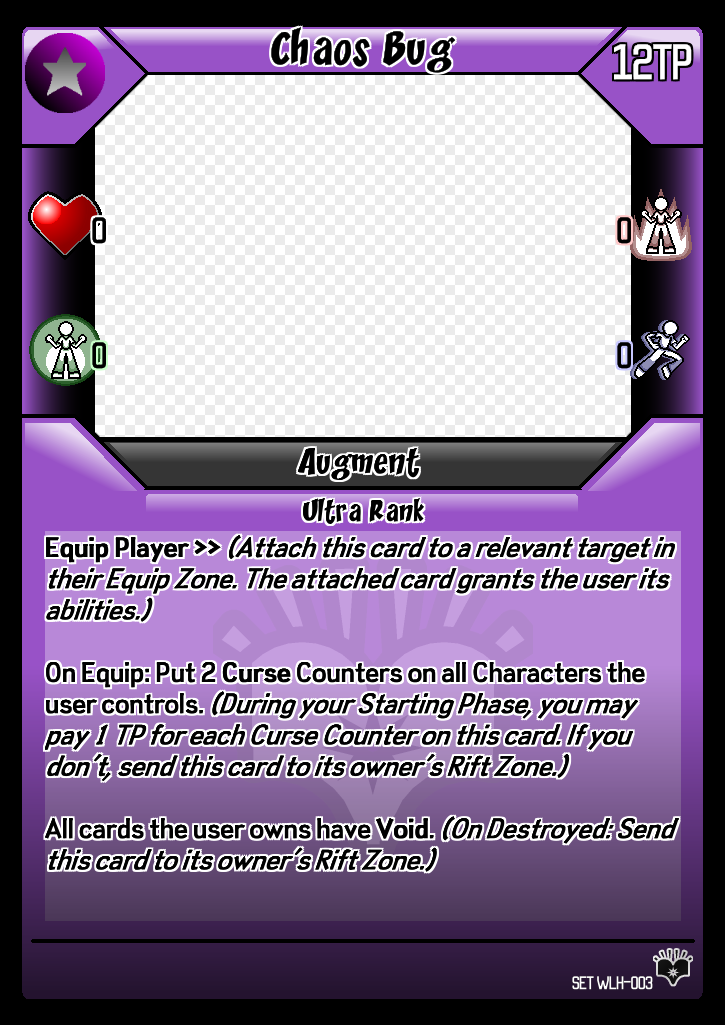 Chaos Bug
12TP
0
0
0
0
Augment
Ultra Rank
Equip Player >> (Attach this card to a relevant target in
their Equip Zone. The attached card grants the user its
abilities.)
On Equip: Put 2 Curse Counters on all Characters the
user controls. (During your Starting Phase, you may
pay 1 TP for each Curse Counter on this card. If you
don't, send this card to its owner's Rift Zone.)
All cards the user owns have Void. (On Destroyed: Send
this card to its owner's Rift Zone.)
SET WLH-003